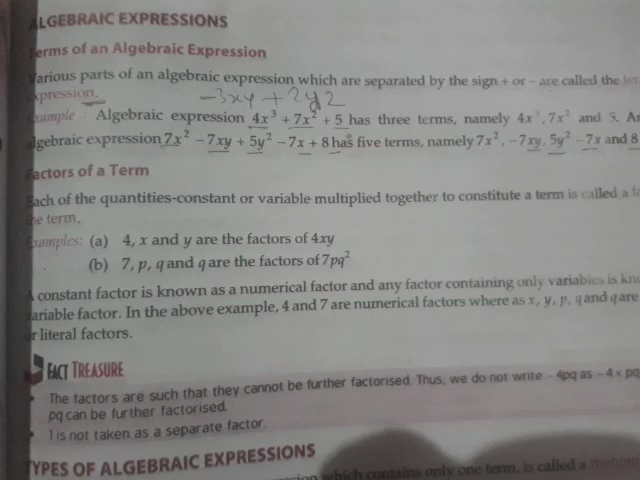 ALGEBRAIC EXPRESSIONS
Terms of an Algebraic Expression
Various parts of an algebraic expression which are separated by the sign + or – are called the
expression.
-3xy + 2y2
Example : Algebraic expression 4x³ + 7x² + 5 has three terms, namely 4x³, 7x² and 5. An
algebraic expression 7x² – 7xy + 5y² – 7x + 8 has five terms, namely 7x², – 7xy, 5y² – 7x and 8
Factors of a Term
Each of the quantities-constant or variable multiplied together to constitute a term is called a
the term.
Examples: (a) 4, x and y are the factors of 4xy
(b) 7, p, q and q are the factors of 7pq²
A constant factor is known as a numerical factor and any factor containing only variables is
variable factor. In the above example, 4 and 7 are numerical factors where as x, y, p, q and q are
or literal factors.
FACT TREASURE
• The factors are such that they cannot be further factorised. Thus, we do not write – 4pq as – 4 × pq
pq can be further factorised.
• 1 is not taken as a separate factor.
TYPES OF ALGEBRAIC EXPRESSIONS
which contains only one term, is called a